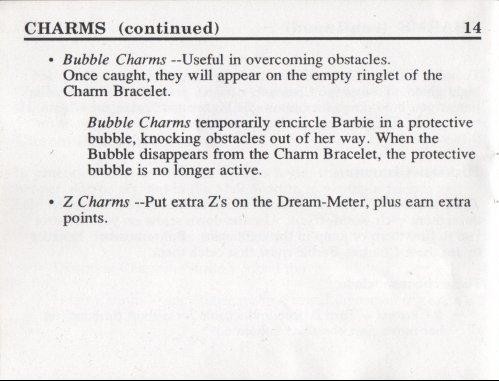 CHARMS (continued) 14
• Bubble Charms --Useful in overcoming obstacles.
Once caught, they will appear on the empty ringlet of the
Charm Bracelet.
Bubble Charms temporarily encircle Barbie in a protective
bubble, knocking obstacles out of her way. When the
Bubble disappears from the Charm Bracelet, the protective
bubble is no longer active.
• Z Charms --Put extra Z's on the Dream-Meter, plus earn extra
points.